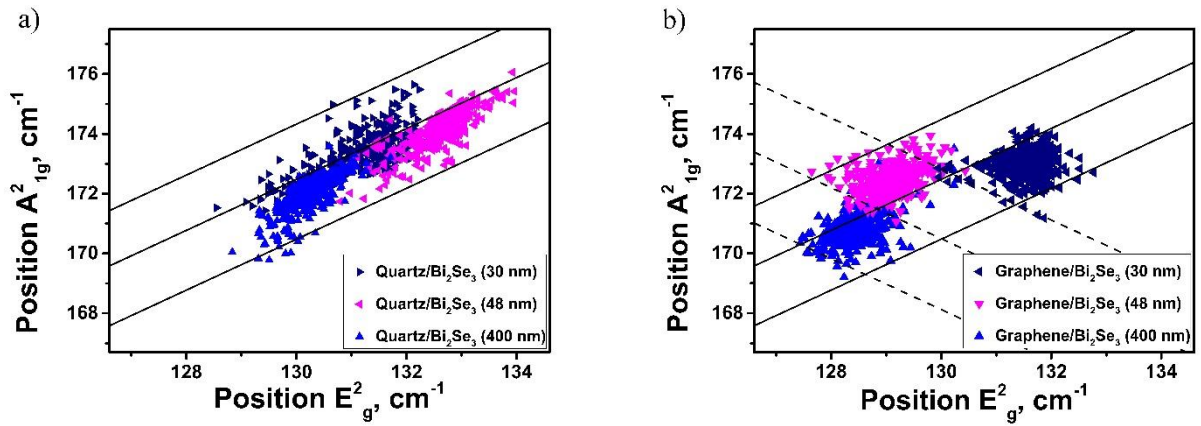 a)
Position A²₁g, cm⁻¹
176
174
172
170
168
128
130
132
134
Position E²g, cm⁻¹
Quartz/Bi₂Se₃ (30 nm)
Quartz/Bi₂Se₃ (48 nm)
Quartz/Bi₂Se₃ (400 nm)
b)
Position A²₁g, cm⁻¹
176
174
172
170
168
128
130
132
134
Position E²g, cm⁻¹
Graphene/Bi₂Se₃ (30 nm)
Graphene/Bi₂Se₃ (48 nm)
Graphene/Bi₂Se₃ (400 nm)